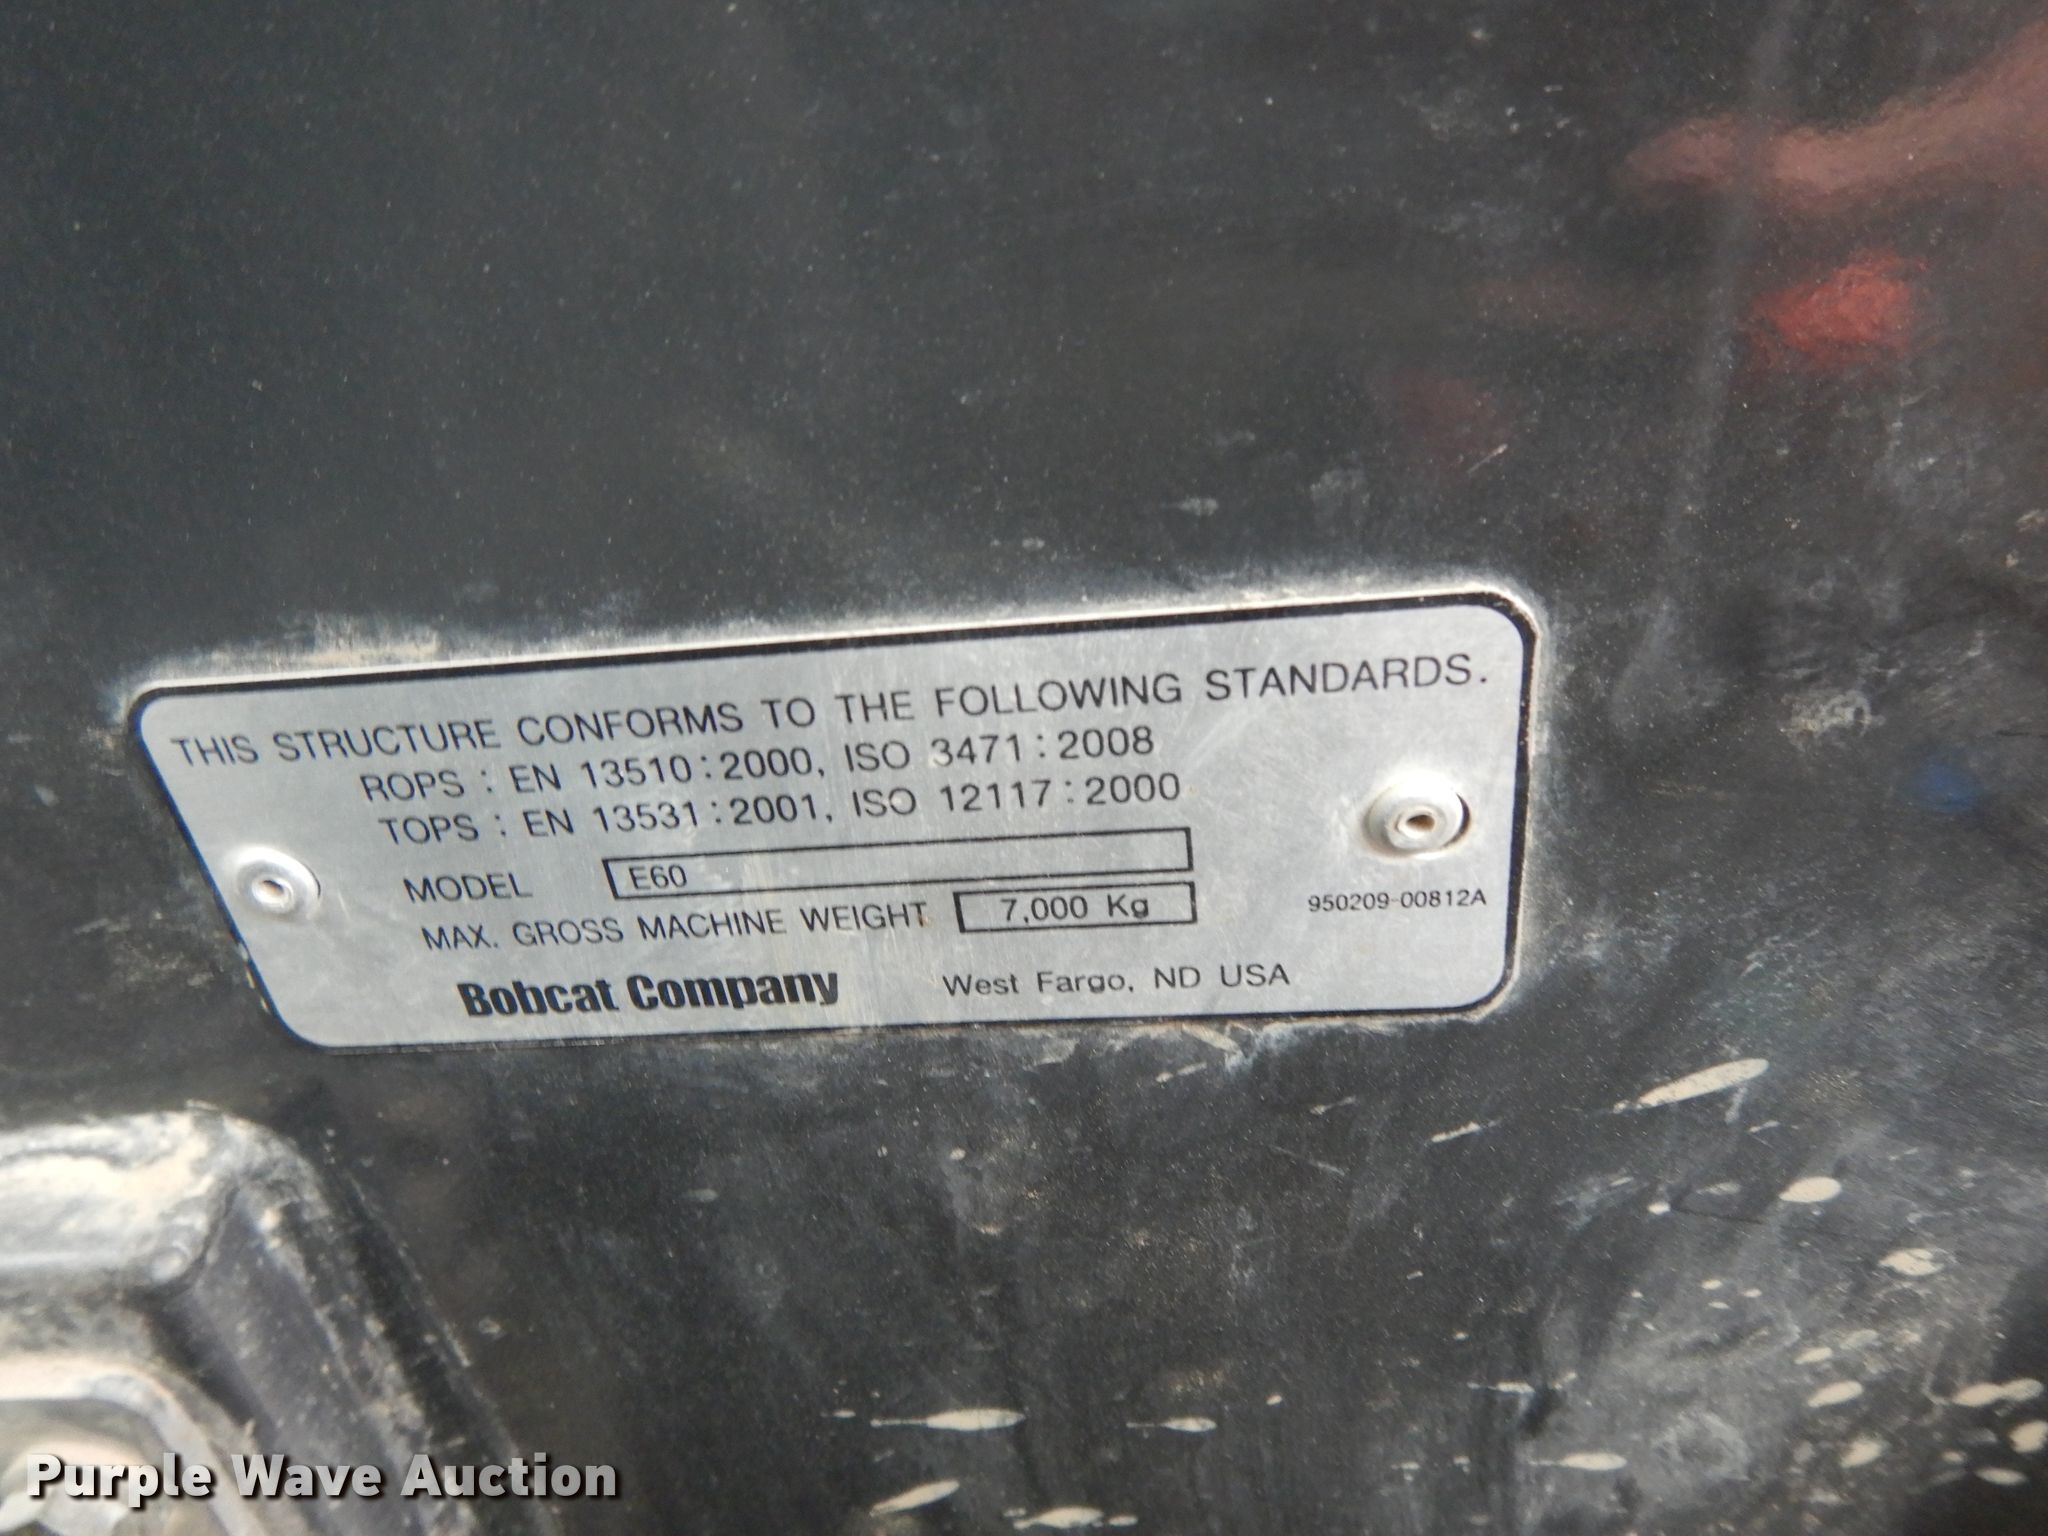 THIS STRUCTURE CONFORMS TO THE FOLLOWING STANDARDS.
ROPS : EN 13510:2000, ISO 3471:2008
TOPS : EN 13531:2001, ISO 12117:2000
MODEL E60
MAX. GROSS MACHINE WEIGHT 7,000 Kg
950209-00812A
Bobcat Company West Fargo, ND USA
Purple Wave Auction